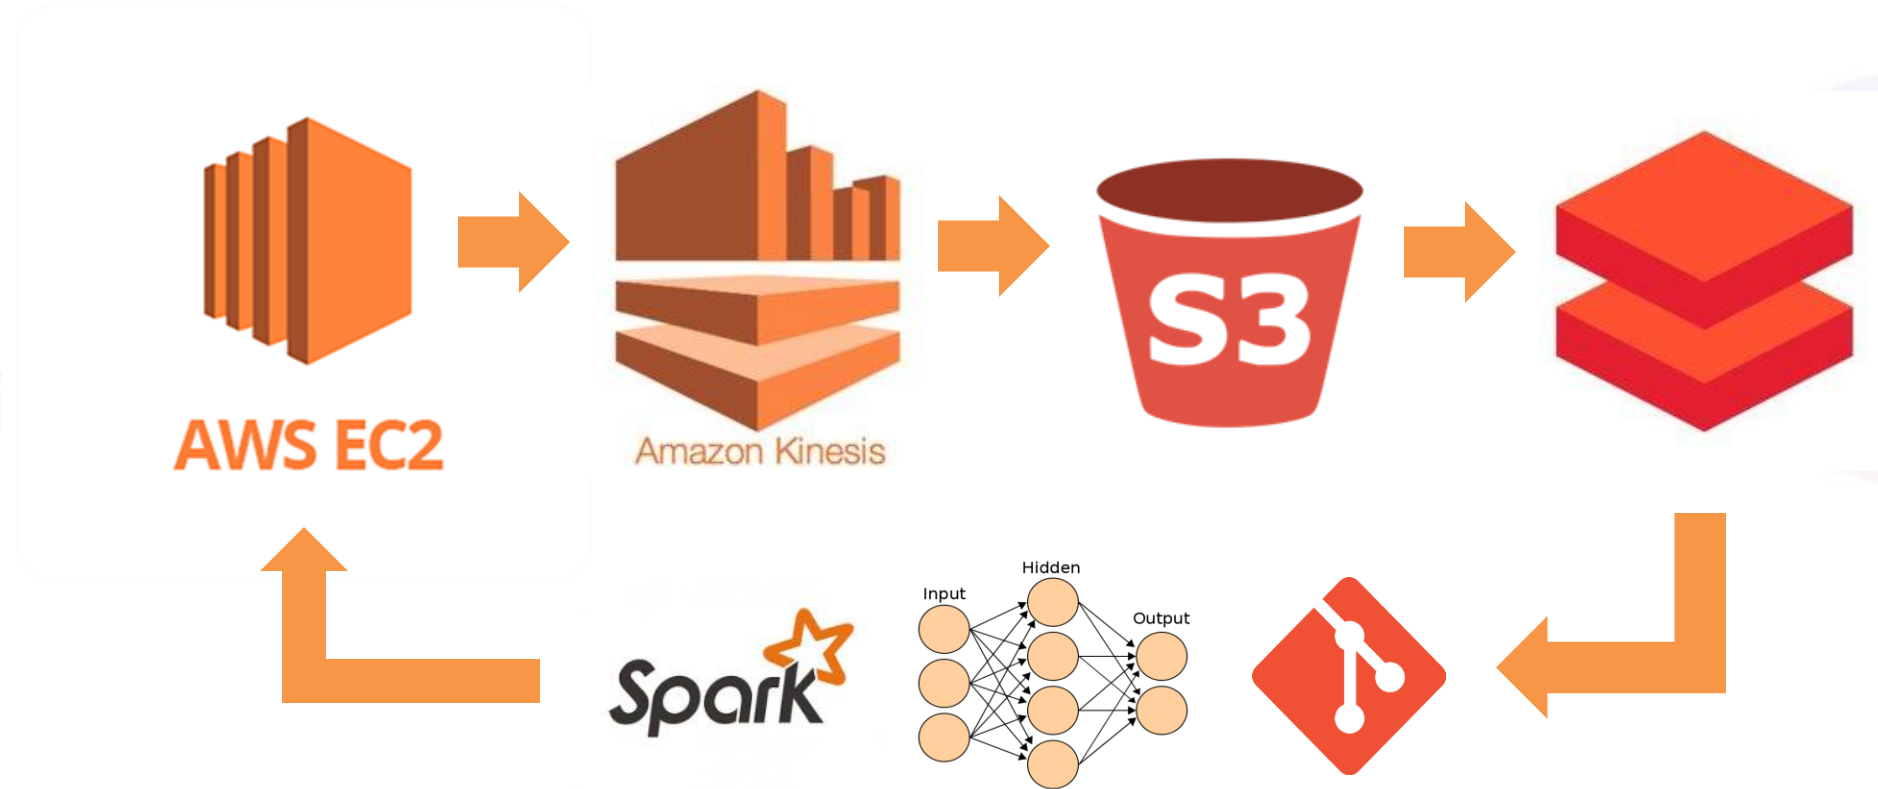 AWS EC2
Amazon Kinesis
S3
Spark
Input
Hidden
Output